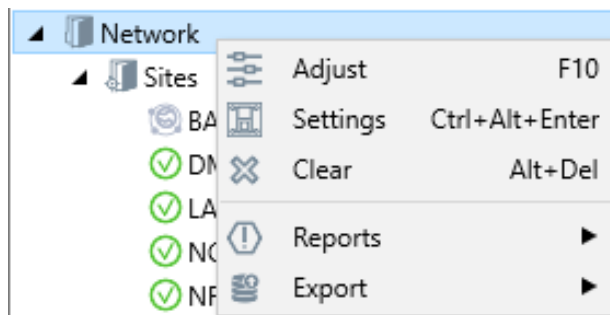 Network
Sites
Adjust F10
BA
Settings Ctrl+Alt+Enter
DM
Clear Alt+Del
LA
Reports
NC
Export
NF